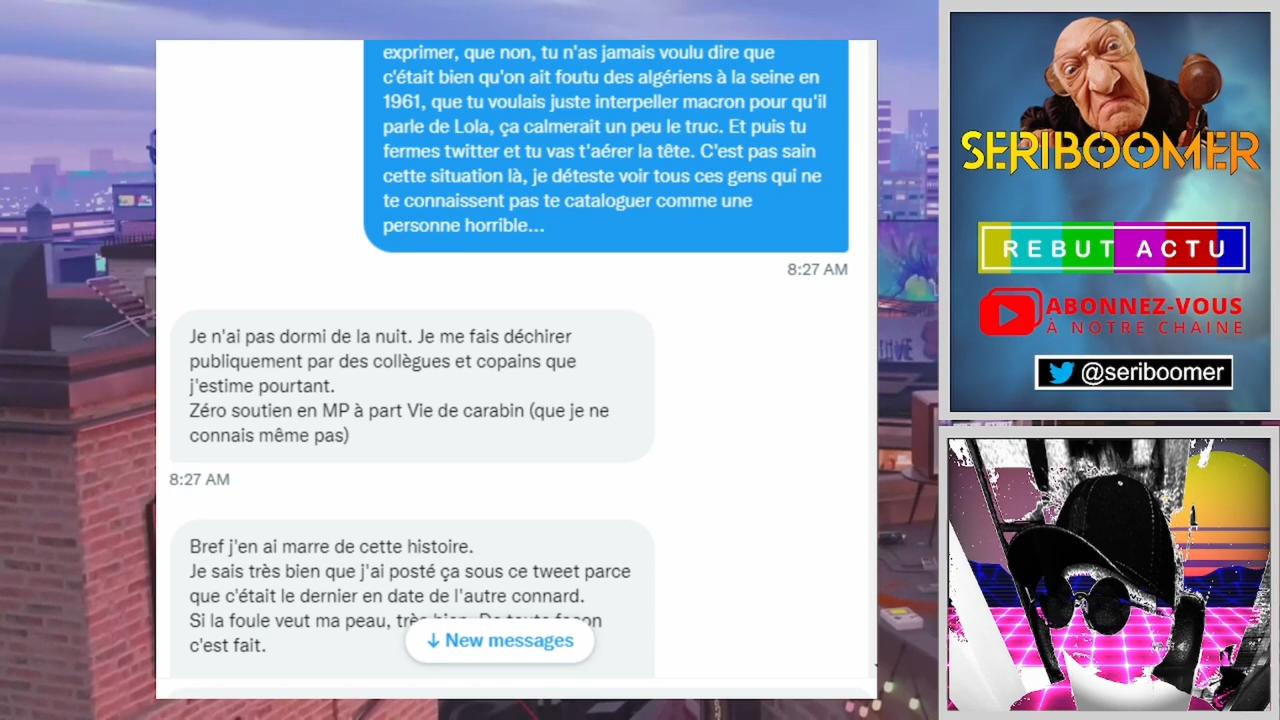 exprimer, que non, tu n'as jamais voulu dire que
c'était bien qu'on ait foutu des algériens à la seine en
1961, que tu voulais juste interpeller macron pour qu'il
parle de Lola, ça calmerait un peu le truc. Et puis tu
fermes twitter et tu vas t'aérer la tête. C'est pas sain
cette situation là, je déteste voir tous ces gens qui ne
te connaissent pas te cataloguer comme une
personne horrible...
8:27 AM
Je n'ai pas dormi de la nuit. Je me fais déchirer
publiquement par des collègues et copains que
j'estime pourtant.
Zéro soutien en MP à part Vie de carabin (que je ne
connais même pas)
8:27 AM
Bref j'en ai marre de cette histoire.
Je sais très bien que j'ai posté ça sous ce tweet parce
que c'était le dernier en date de l'autre connard.
Si la foule veut ma peau, très bien. De toute façon
c'est fait.
↓ New messages
SERIBOOMER
REBUT ACTU
ABONNEZ-VOUS
À NOTRE CHAINE
@seriboomer